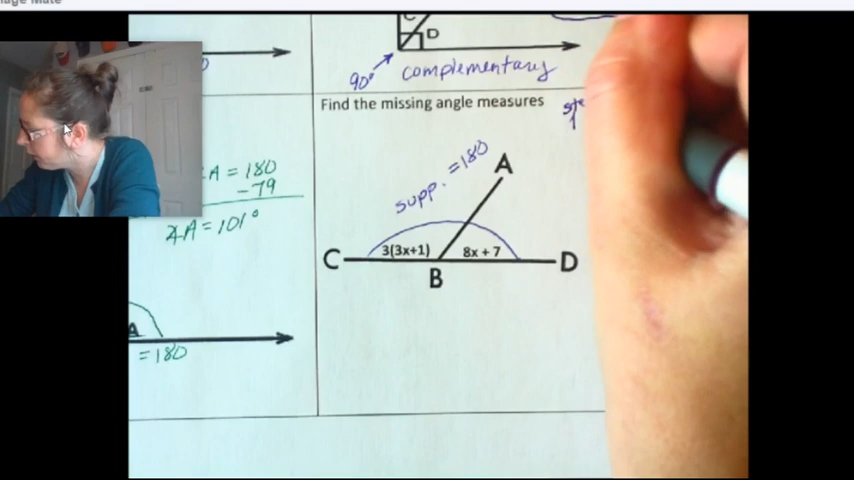 C
D
90°
complementary
Find the missing angle measures
A = 180
- 79
∡A = 101°
supp. = 180
A
3(3x+1)
8x + 7
C
D
B
A
= 180